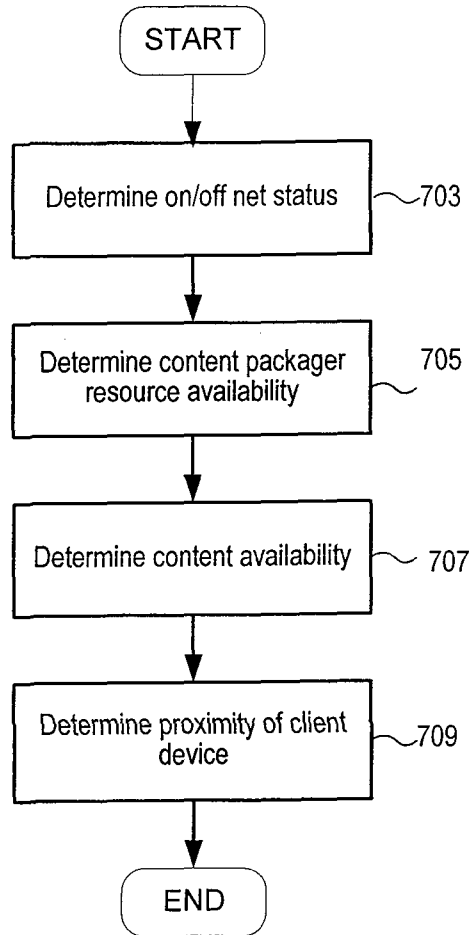 START
Determine on/off net status
703
Determine content packager
resource availability
705
Determine content availability
707
Determine proximity of client
device
709
END